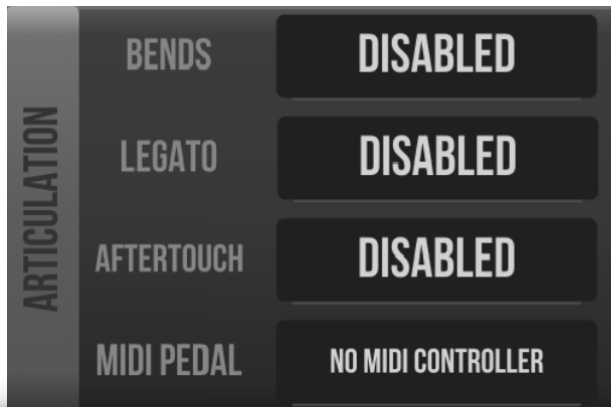 ARTICULATION
BENDS DISABLED
LEGATO DISABLED
AFTERTOUCH DISABLED
MIDI PEDAL NO MIDI CONTROLLER